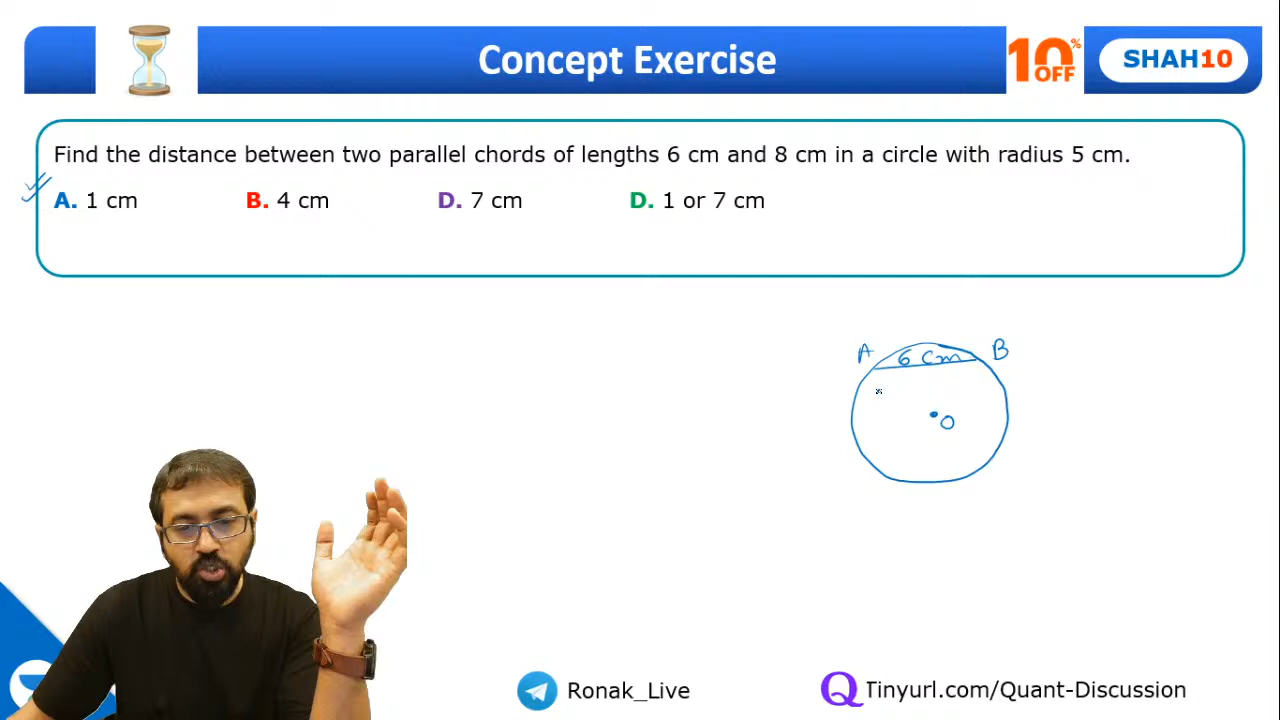 Concept Exercise
10% OFF
SHAH10
Find the distance between two parallel chords of lengths 6 cm and 8 cm in a circle with radius 5 cm.
A. 1 cm B. 4 cm D. 7 cm D. 1 or 7 cm
A 6 cm B
O
Ronak_Live
Q Tinyurl.com/Quant-Discussion